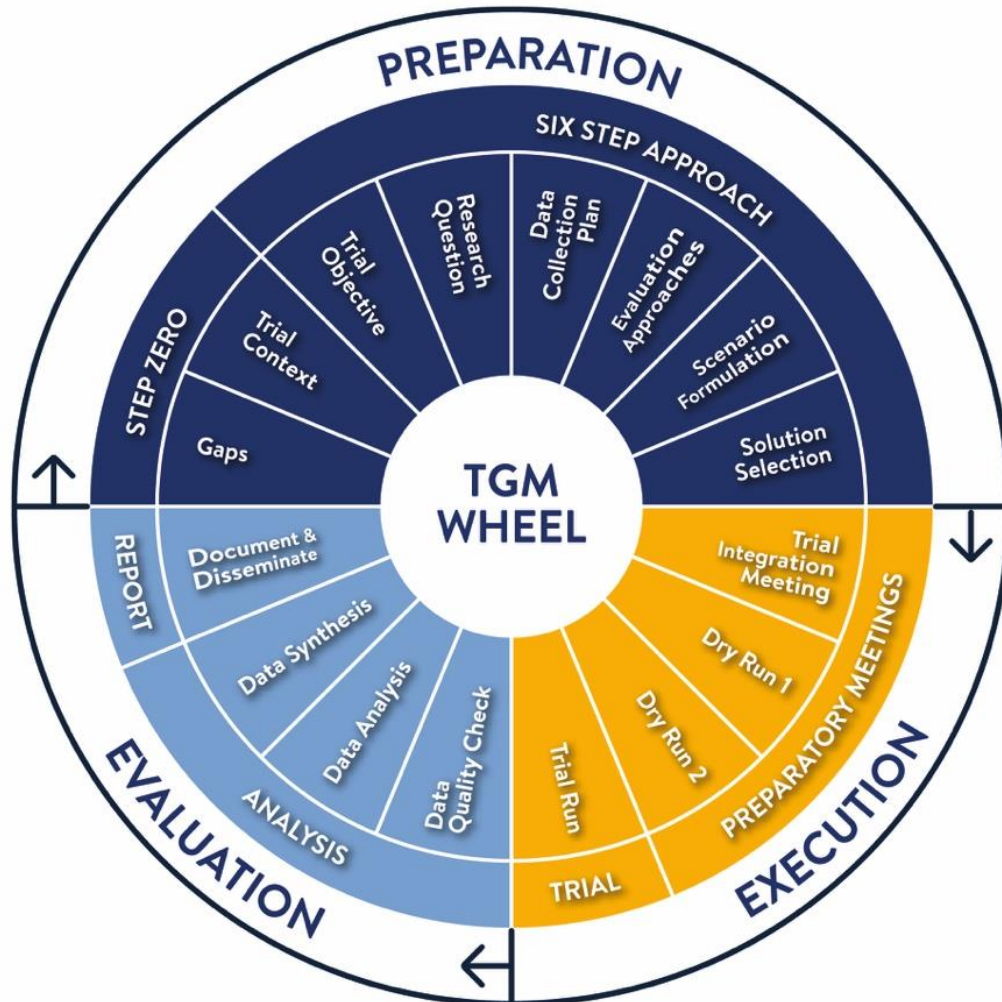 PREPARATION
SIX STEP APPROACH
STEP ZERO
Gaps
Trial
Context
Trial
Objective
Research
Question
Data
Collection
Plan
Evaluation
Approaches
Scenario
Formulation
Solution
Selection
TGM
WHEEL
EXECUTION
PREPARATORY MEETINGS
Trial
Integration
Meeting
Dry Run 1
Dry Run 2
TRIAL
Trial Run
EVALUATION
ANALYSIS
Data
Quality Check
Data Analysis
Data Synthesis
REPORT
Document &
Disseminate